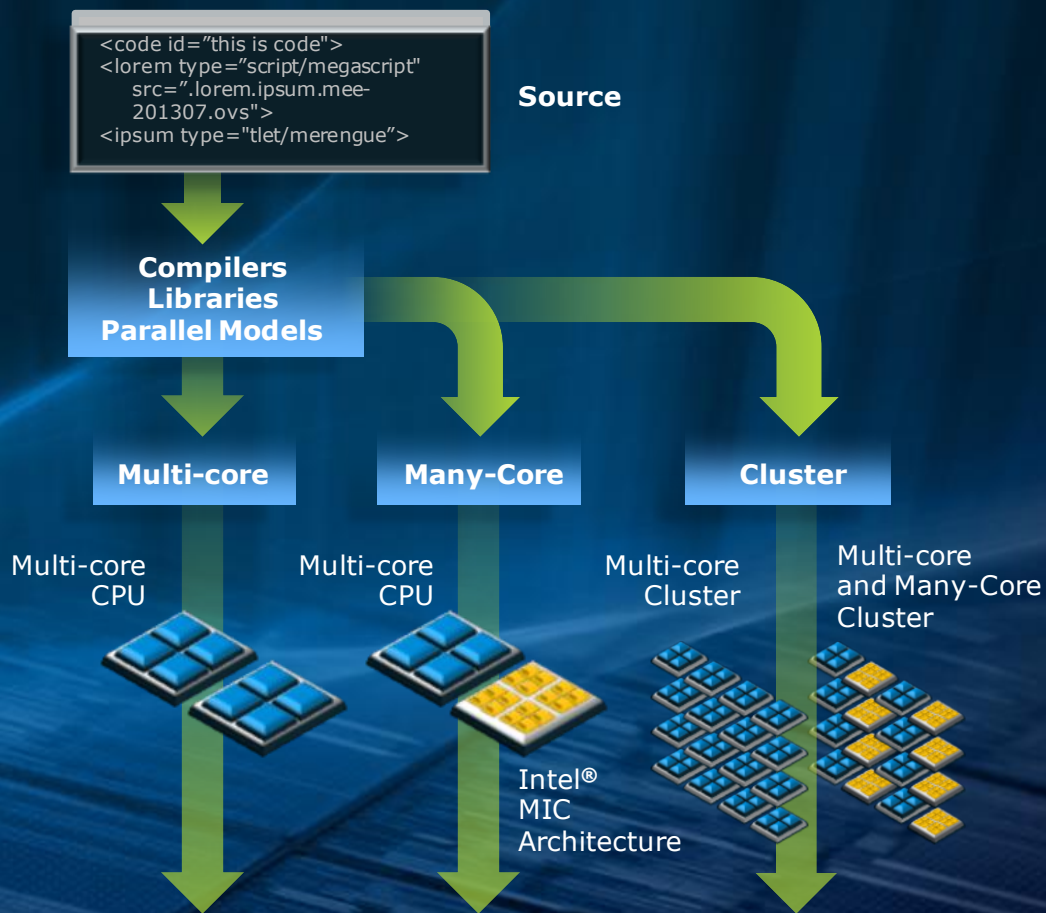 <code id=”this is code">
<lorem type=”script/megascript"
src=”.lorem.ipsum.mee-
201307.ovs">
<ipsum type="tlet/merengue”>
Source
Compilers
Libraries
Parallel Models
Multi-core
Many-Core
Cluster
Multi-core
CPU
Multi-core
CPU
Intel®
MIC
Architecture
Multi-core
Cluster
Multi-core
and Many-Core
Cluster